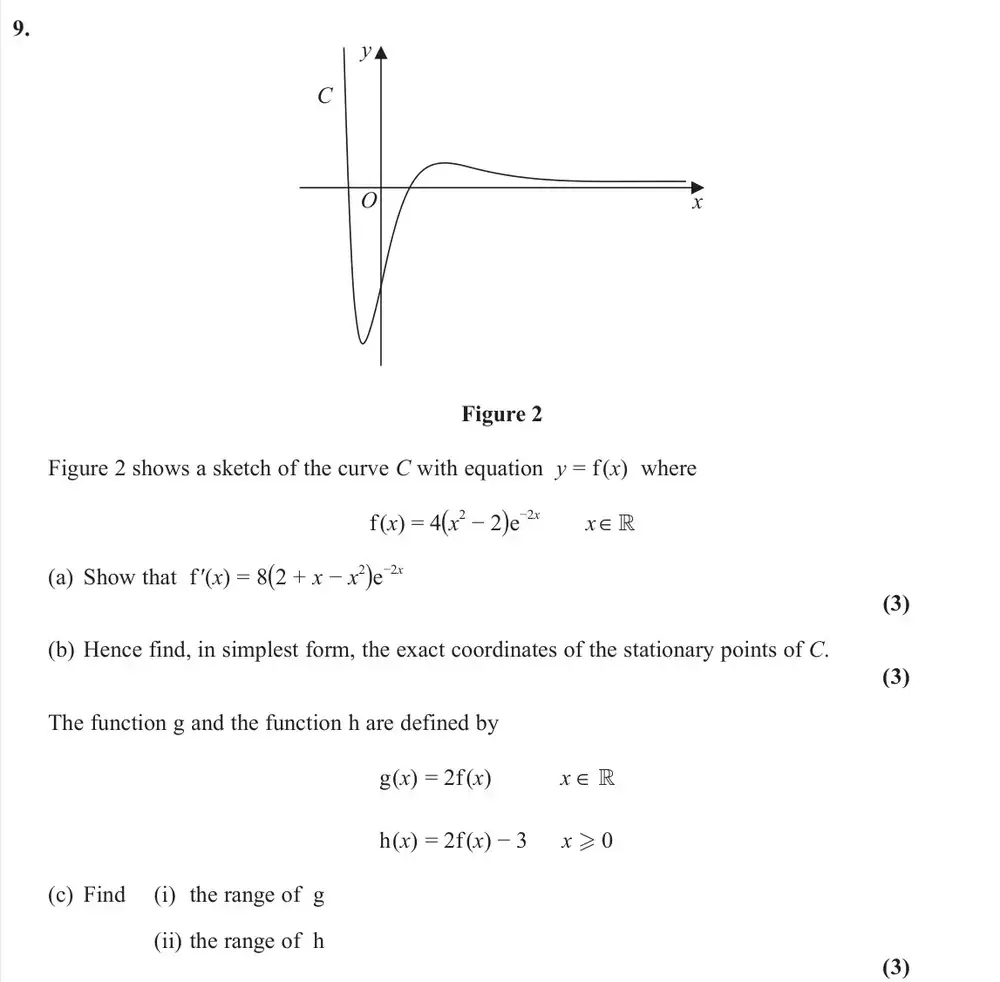 9.
y
C
O
x
Figure 2
Figure 2 shows a sketch of the curve C with equation y = f(x) where
f(x) = 4(x² − 2)e⁻²ˣ x ∈ ℝ
(a) Show that f′(x) = 8(2 + x − x²)e⁻²ˣ
(3)
(b) Hence find, in simplest form, the exact coordinates of the stationary points of C.
(3)
The function g and the function h are defined by
g(x) = 2f(x) x ∈ ℝ
h(x) = 2f(x) − 3 x ⩾ 0
(c) Find (i) the range of g
(ii) the range of h
(3)